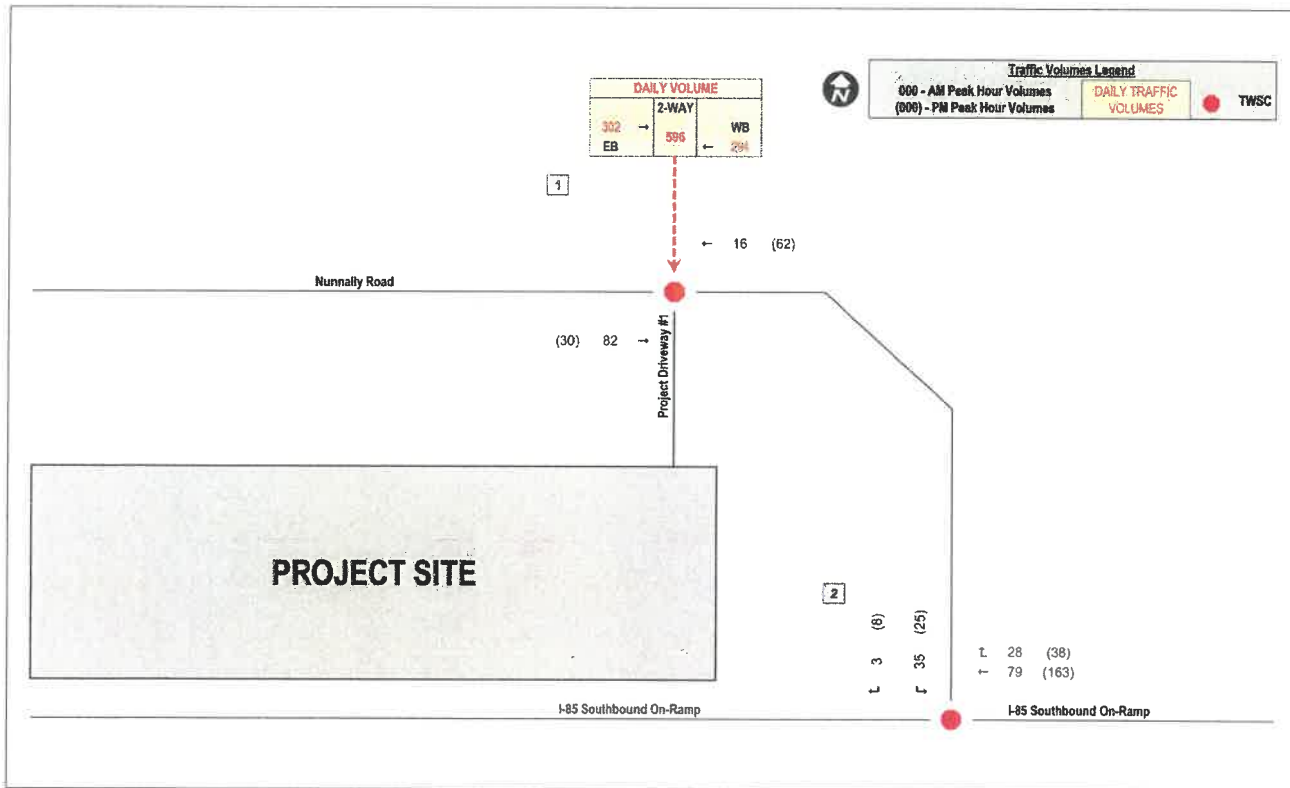 Traffic Volumes Legend
000 - AM Peak Hour Volumes
(000) - PM Peak Hour Volumes
DAILY TRAFFIC
VOLUMES
TWSC
N
DAILY VOLUME
2-WAY
302 → 596 WB
EB ← 294
1
← 16 (62)
Nunnally Road
(30) 82 →
Project Driveway #1
PROJECT SITE
2
3 (8)
35 (25)
28 (38)
← 79 (163)
I-85 Southbound On-Ramp
I-85 Southbound On-Ramp